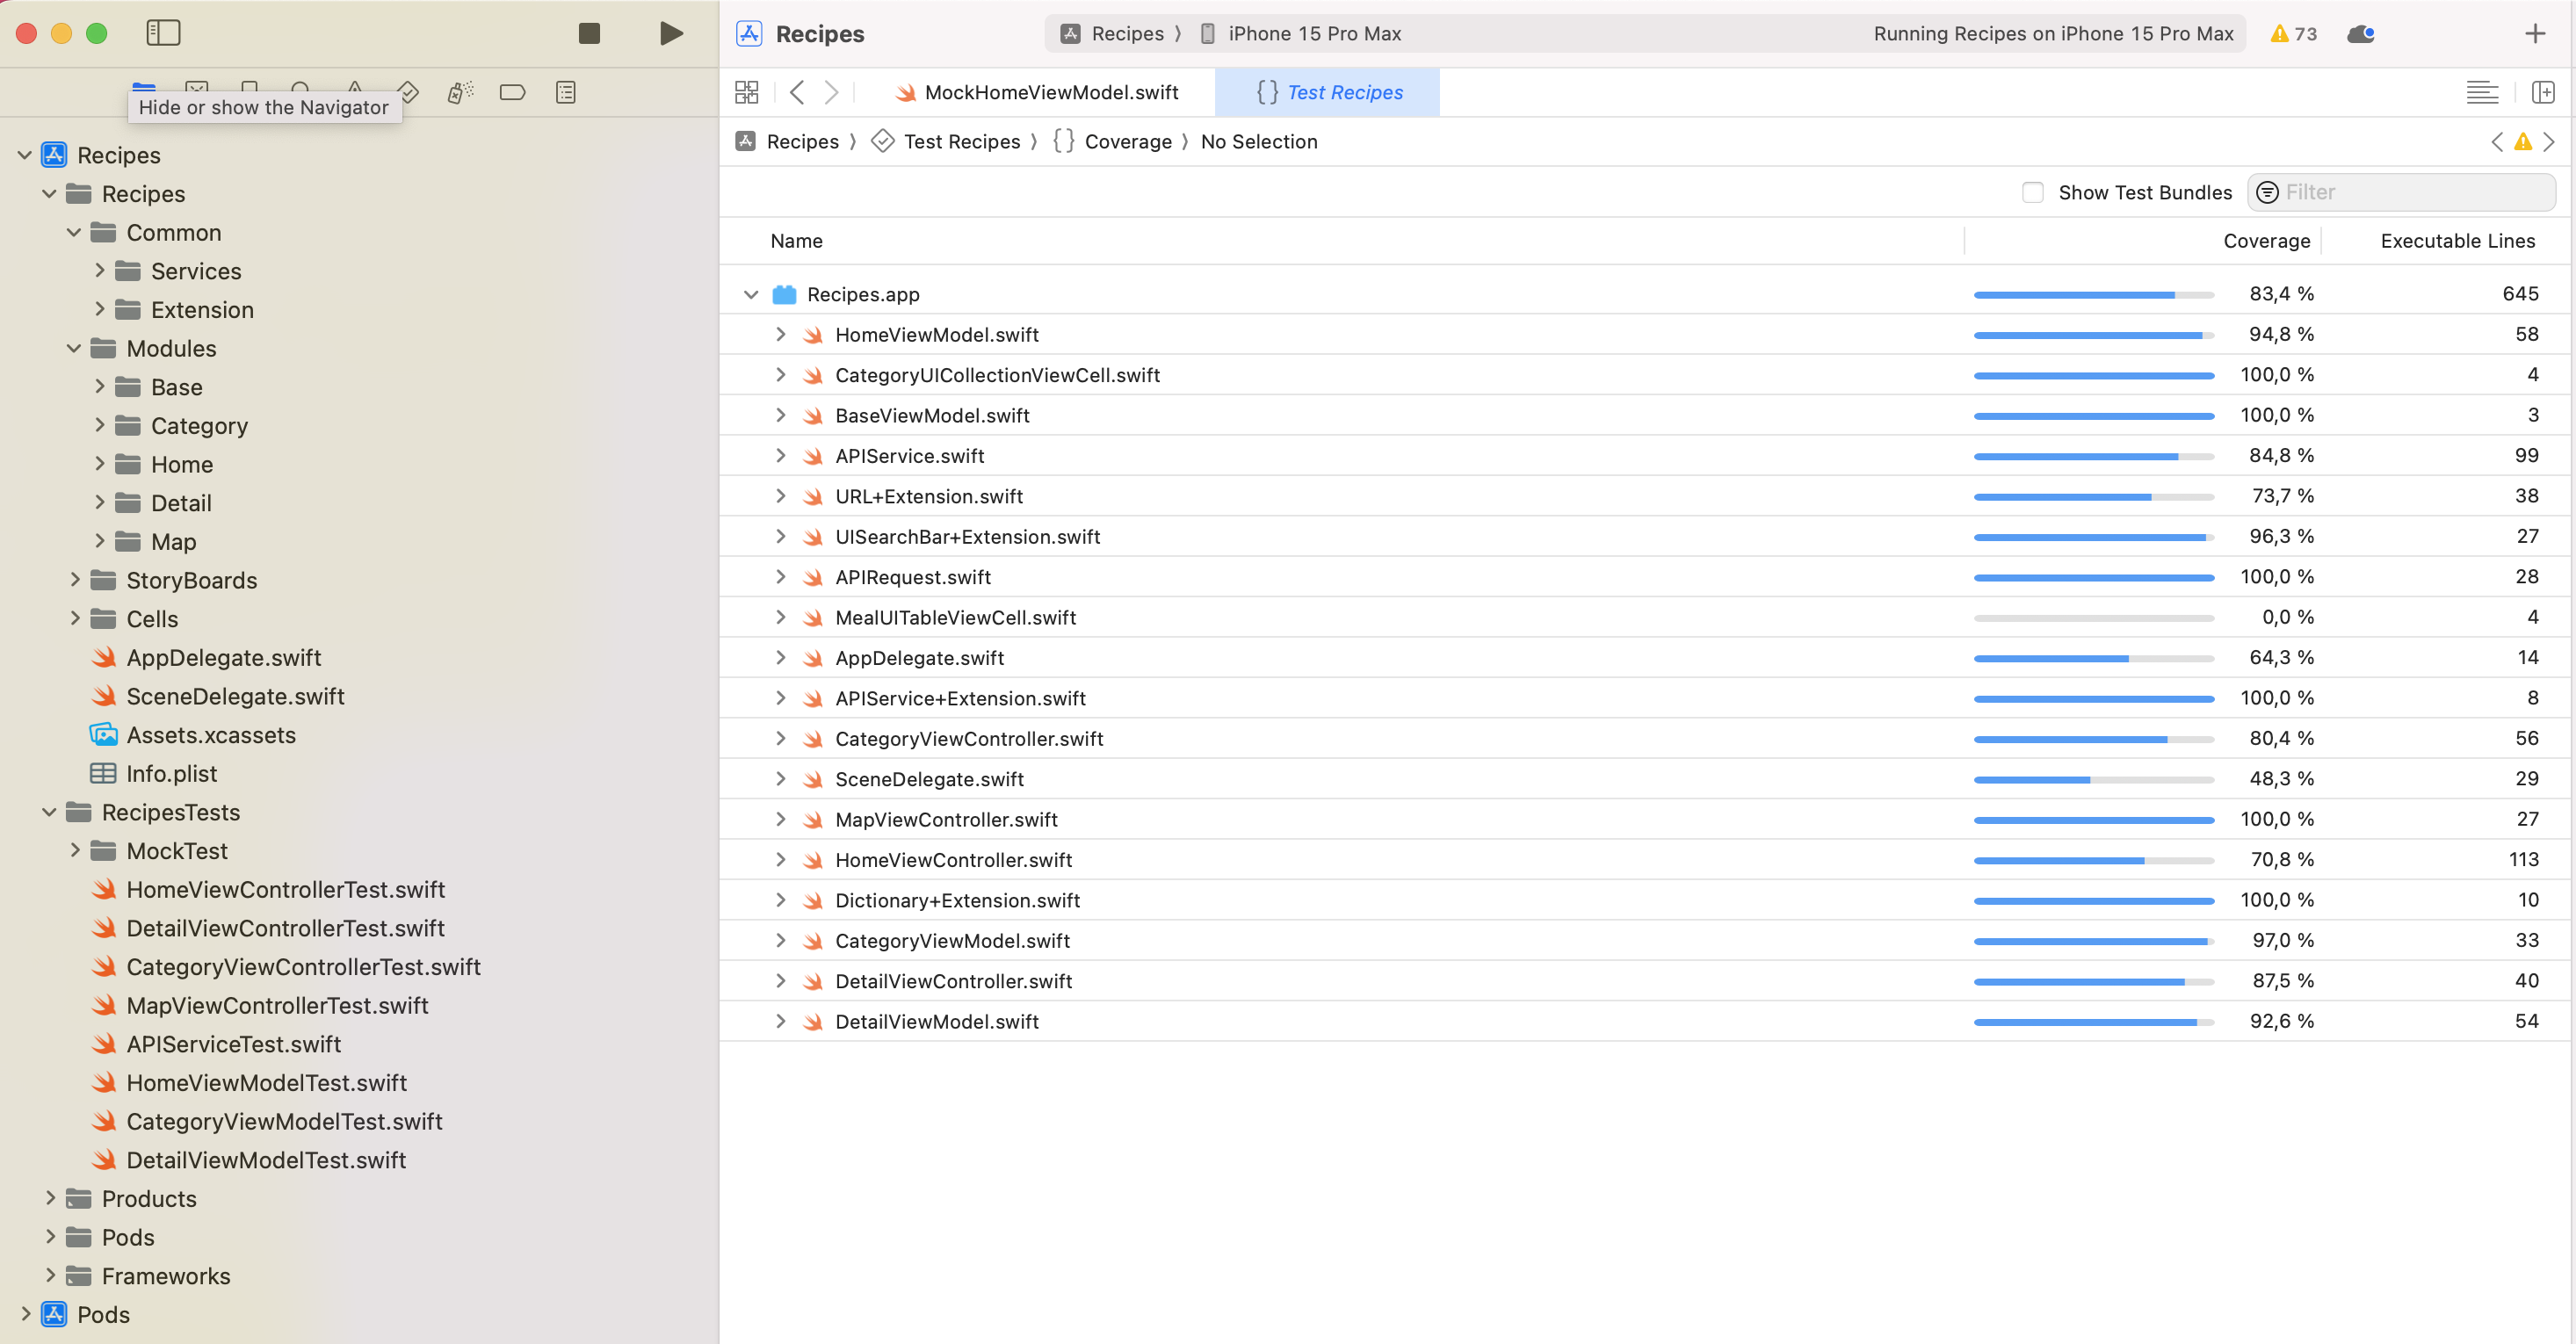 Recipes
Recipes 〉 iPhone 15 Pro Max
Running Recipes on iPhone 15 Pro Max
73
Hide or show the Navigator
MockHomeViewModel.swift
Test Recipes
Recipes 〉 Test Recipes 〉 Coverage 〉 No Selection
Show Test Bundles
Filter
Recipes
Recipes
Common
Services
Extension
Modules
Base
Category
Home
Detail
Map
StoryBoards
Cells
AppDelegate.swift
SceneDelegate.swift
Assets.xcassets
Info.plist
RecipesTests
MockTest
HomeViewControllerTest.swift
DetailViewControllerTest.swift
CategoryViewControllerTest.swift
MapViewControllerTest.swift
APIServiceTest.swift
HomeViewModelTest.swift
CategoryViewModelTest.swift
DetailViewModelTest.swift
Products
Pods
Frameworks
Pods
Name Coverage Executable Lines
Recipes.app 83,4 % 645
HomeViewModel.swift 94,8 % 58
CategoryUICollectionViewCell.swift 100,0 % 4
BaseViewModel.swift 100,0 % 3
APIService.swift 84,8 % 99
URL+Extension.swift 73,7 % 38
UISearchBar+Extension.swift 96,3 % 27
APIRequest.swift 100,0 % 28
MealUITableViewCell.swift 0,0 % 4
AppDelegate.swift 64,3 % 14
APIService+Extension.swift 100,0 % 8
CategoryViewController.swift 80,4 % 56
SceneDelegate.swift 48,3 % 29
MapViewController.swift 100,0 % 27
HomeViewController.swift 70,8 % 113
Dictionary+Extension.swift 100,0 % 10
CategoryViewModel.swift 97,0 % 33
DetailViewController.swift 87,5 % 40
DetailViewModel.swift 92,6 % 54